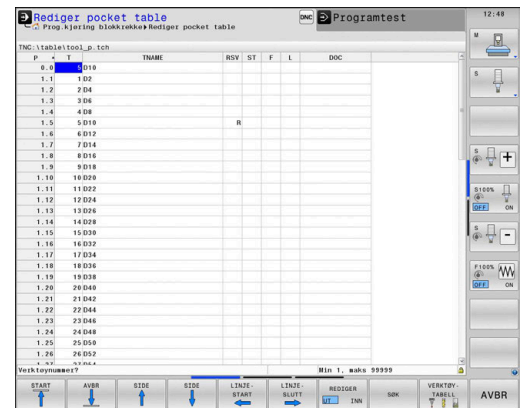 Rediger pocket table
Prog.kjøring blokkrekke▸Rediger pocket table
DNC
Programtest
12:48
TNC:\table\tool_p.tch
P T TNAME RSV ST F L DOC
0.0 5 D10
1.1 1 D2
1.2 2 D4
1.3 3 D6
1.4 4 D8
1.5 5 D10 R
1.6 6 D12
1.7 7 D14
1.8 8 D16
1.9 9 D18
1.10 10 D20
1.11 11 D22
1.12 12 D24
1.13 13 D26
1.14 14 D28
1.15 15 D30
1.16 16 D32
1.17 17 D34
1.18 18 D36
1.19 19 D38
1.20 20 D40
1.21 21 D42
1.22 22 D44
1.23 23 D46
1.24 24 D48
1.25 25 D50
1.26 26 D52
1.27 27 D54
Verktøynummer?
Min 1, maks 99999
M
S
S
S100%
OFF ON
S
F100%
OFF ON
START
AVBR
SIDE
SIDE
LINJE-
START
LINJE-
SLUTT
REDIGER
UT INN
SØK
VERKTØY-
TABELL
AVBR